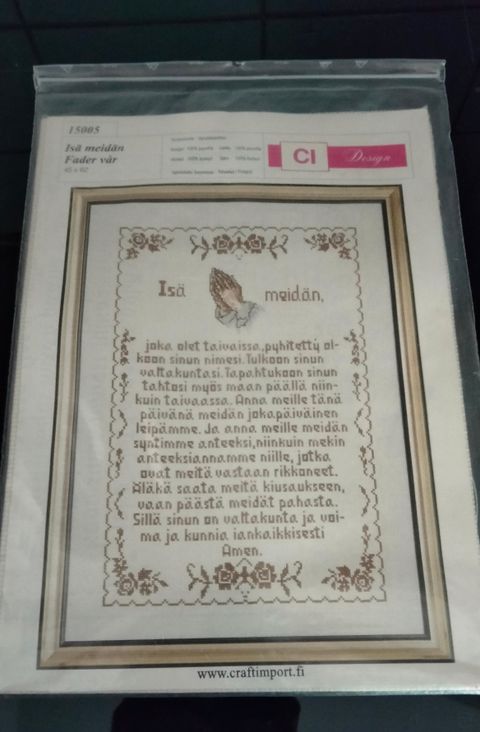 15005
Isä meidän
Fader vår
CI Design
Isä meidän,
joka olet taivaissa,pyhitetty ol-
koon sinun nimesi.Tulkoon sinun
valtakuntasi.Tapahtukoon sinun
tahtosi myös maan päällä niin-
kuin taivaassa. Anna meille tänä
päivänä meidän jokapäiväinen
leipämme. Ja anna meille meidän
syntimme anteeksi,niinkuin mekin
anteeksiannamme niille, jotka
ovat meitä vastaan rikkoneet.
Äläkä saata meitä kiusaukseen,
vaan päästä meidät pahasta.
Sillä sinun on valtakunta ja voi-
ma ja kunnia iankaikkisesti
Amen.
www.craftimport.fi